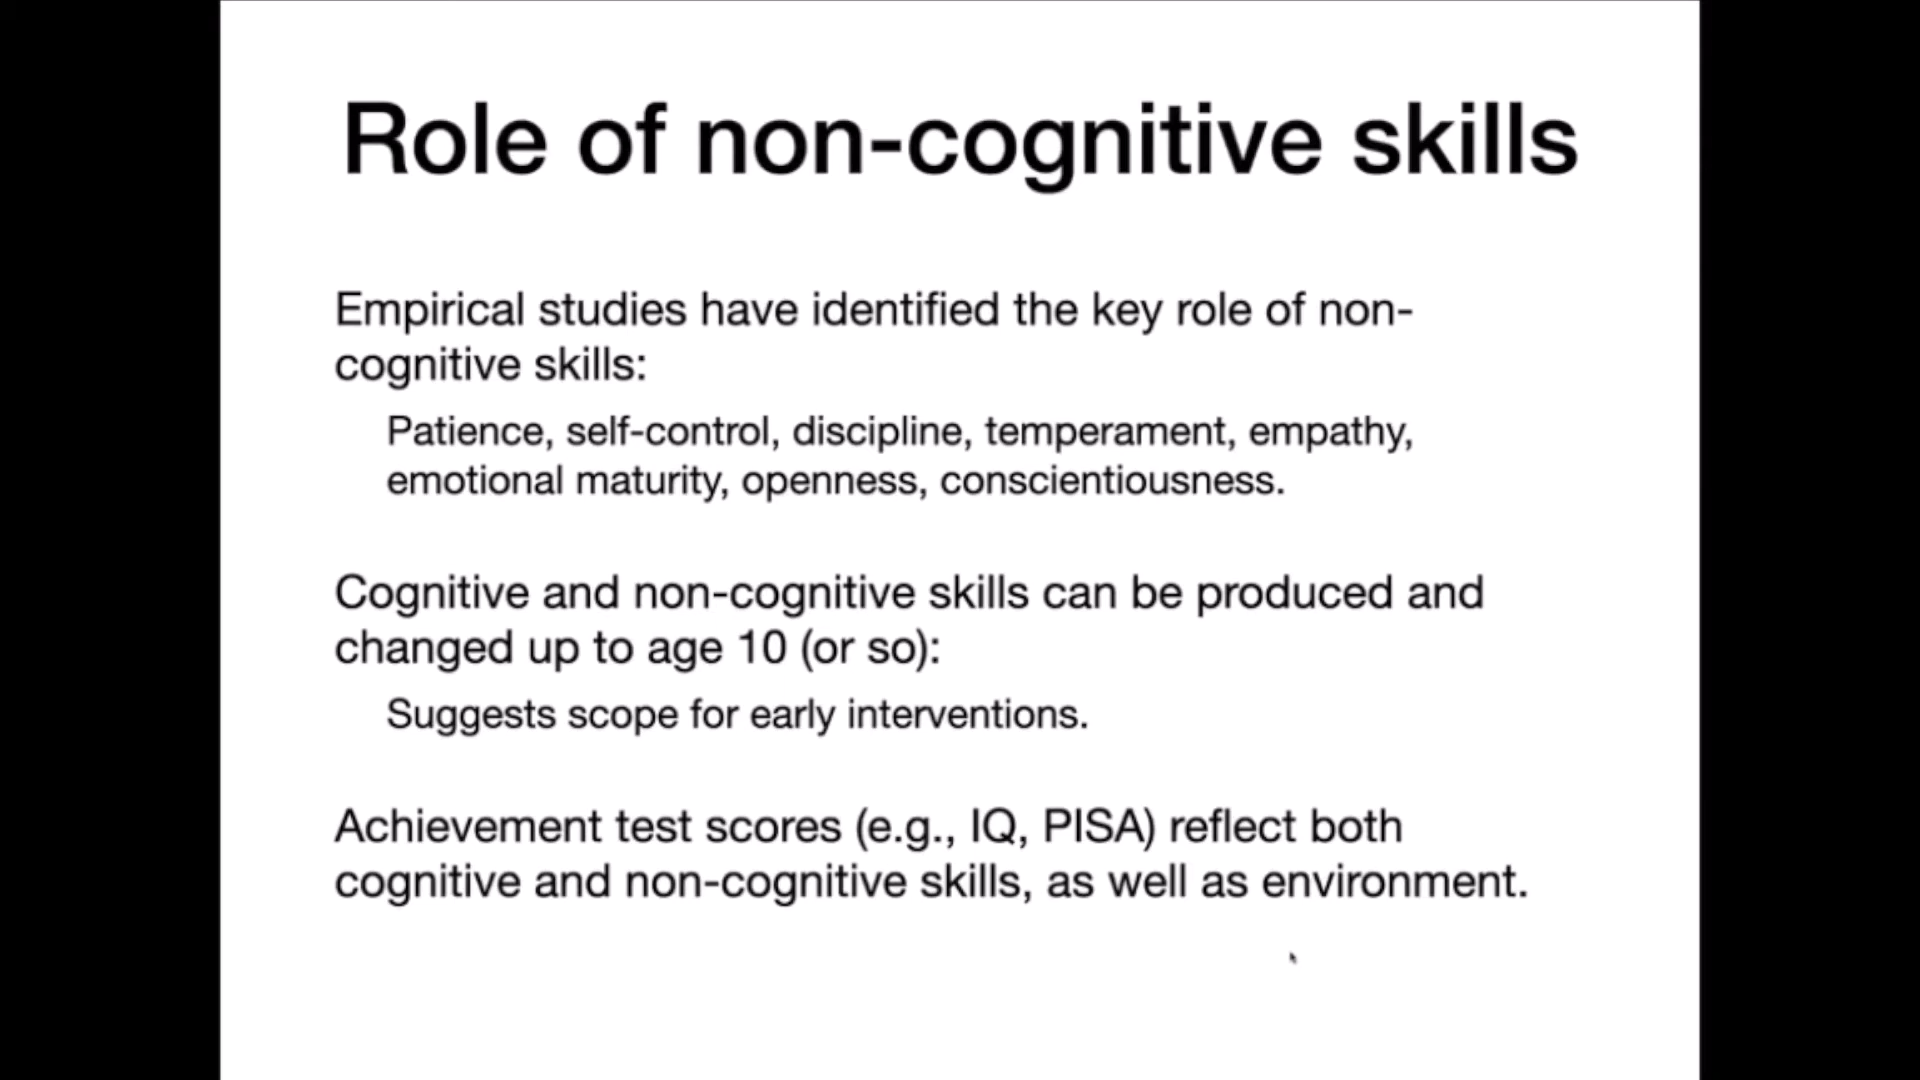 Role of non-cognitive skills
Empirical studies have identified the key role of non-
cognitive skills:
Patience, self-control, discipline, temperament, empathy,
emotional maturity, openness, conscientiousness.
Cognitive and non-cognitive skills can be produced and
changed up to age 10 (or so):
Suggests scope for early interventions.
Achievement test scores (e.g., IQ, PISA) reflect both
cognitive and non-cognitive skills, as well as environment.